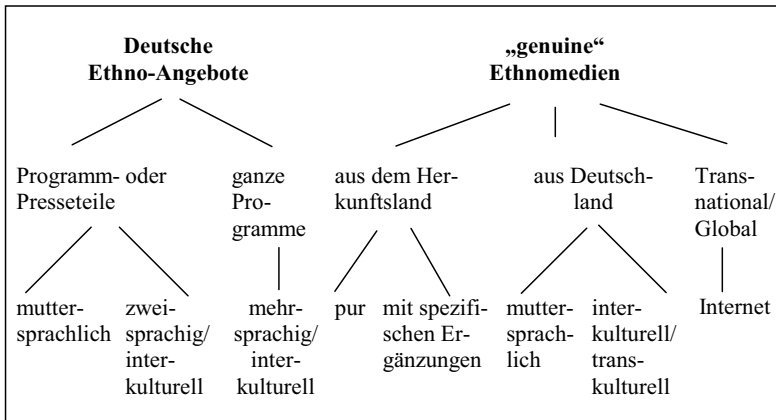 Deutsche
Ethno-Angebote
„genuine“
Ethnomedien
Programm- oder
Presseteile
ganze
Pro-
gramme
aus dem Her-
kunftsland
aus Deutsch-
land
Trans-
national/
Global
mutter-
sprachlich
zwei-
sprachig/
inter-
kulturell
mehr-
sprachig/
inter-
kulturell
pur
mit spezifi-
schen Er-
gänzungen
mutter-
sprach-
lich
inter-
kulturell/
trans-
kulturell
Internet